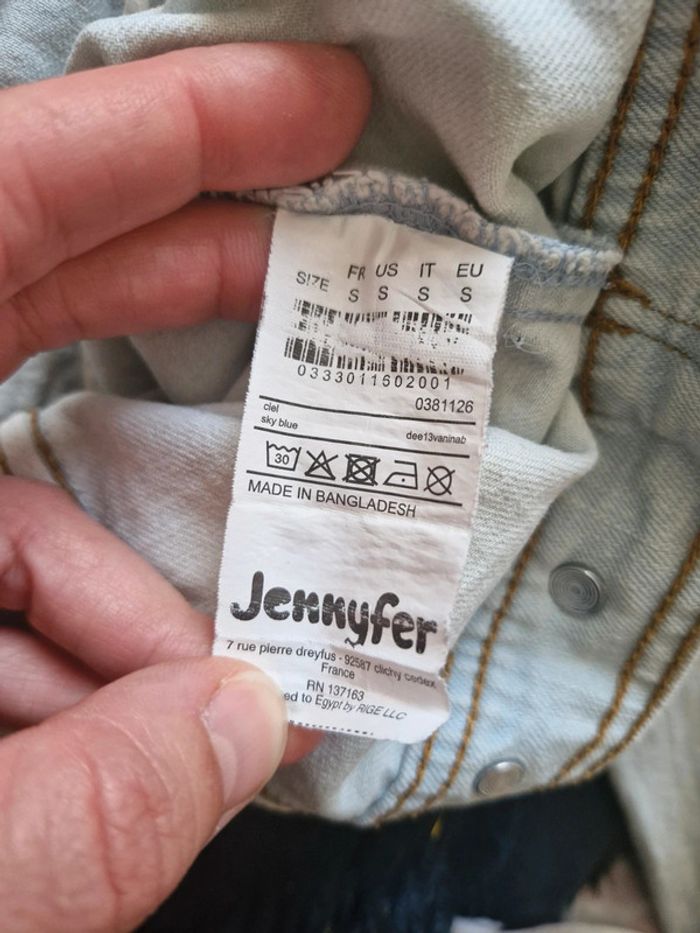 SIZE FR US IT EU
S S S S
0333011602001
0381126
ciel
sky blue
dee13vaninab
30
MADE IN BANGLADESH
Jennyfer
7 rue pierre dreyfus - 92587 clichy cedex
France
RN 137163
ed to Egypt by RIGE LLC